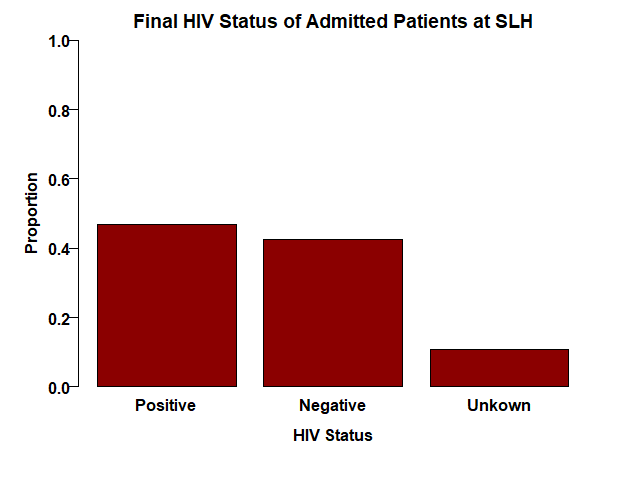 Final HIV Status of Admitted Patients at SLH
1.0
0.8
0.6
0.4
0.2
0.0
Proportion
Positive Negative Unkown
HIV Status